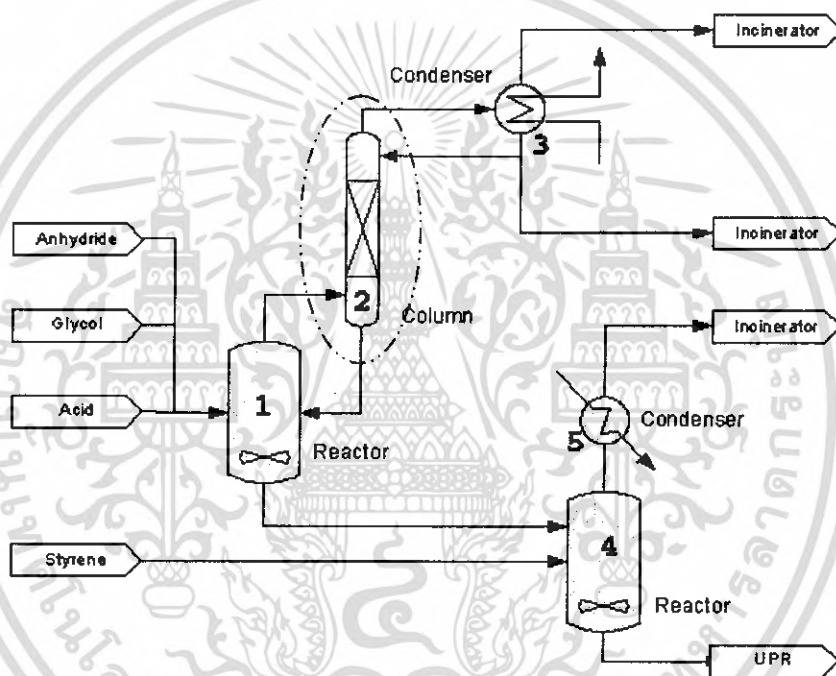 Incinerator
Condenser
3
Anhydride
Incinerator
Glycol
2
Column
Incinerator
Acid
1
Reactor
Condenser
5
Styrene
4
Reactor
UPR